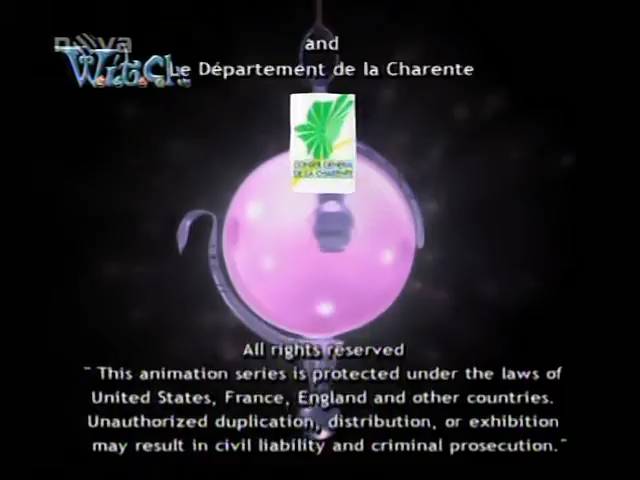 nova
W.i.t.c.h.
and
Le Département de la Charente
CONSEIL GENERAL
DE LA CHARENTE
All rights reserved
" This animation series is protected under the laws of
United States, France, England and other countries.
Unauthorized duplication, distribution, or exhibition
may result in civil liability and criminal prosecution."